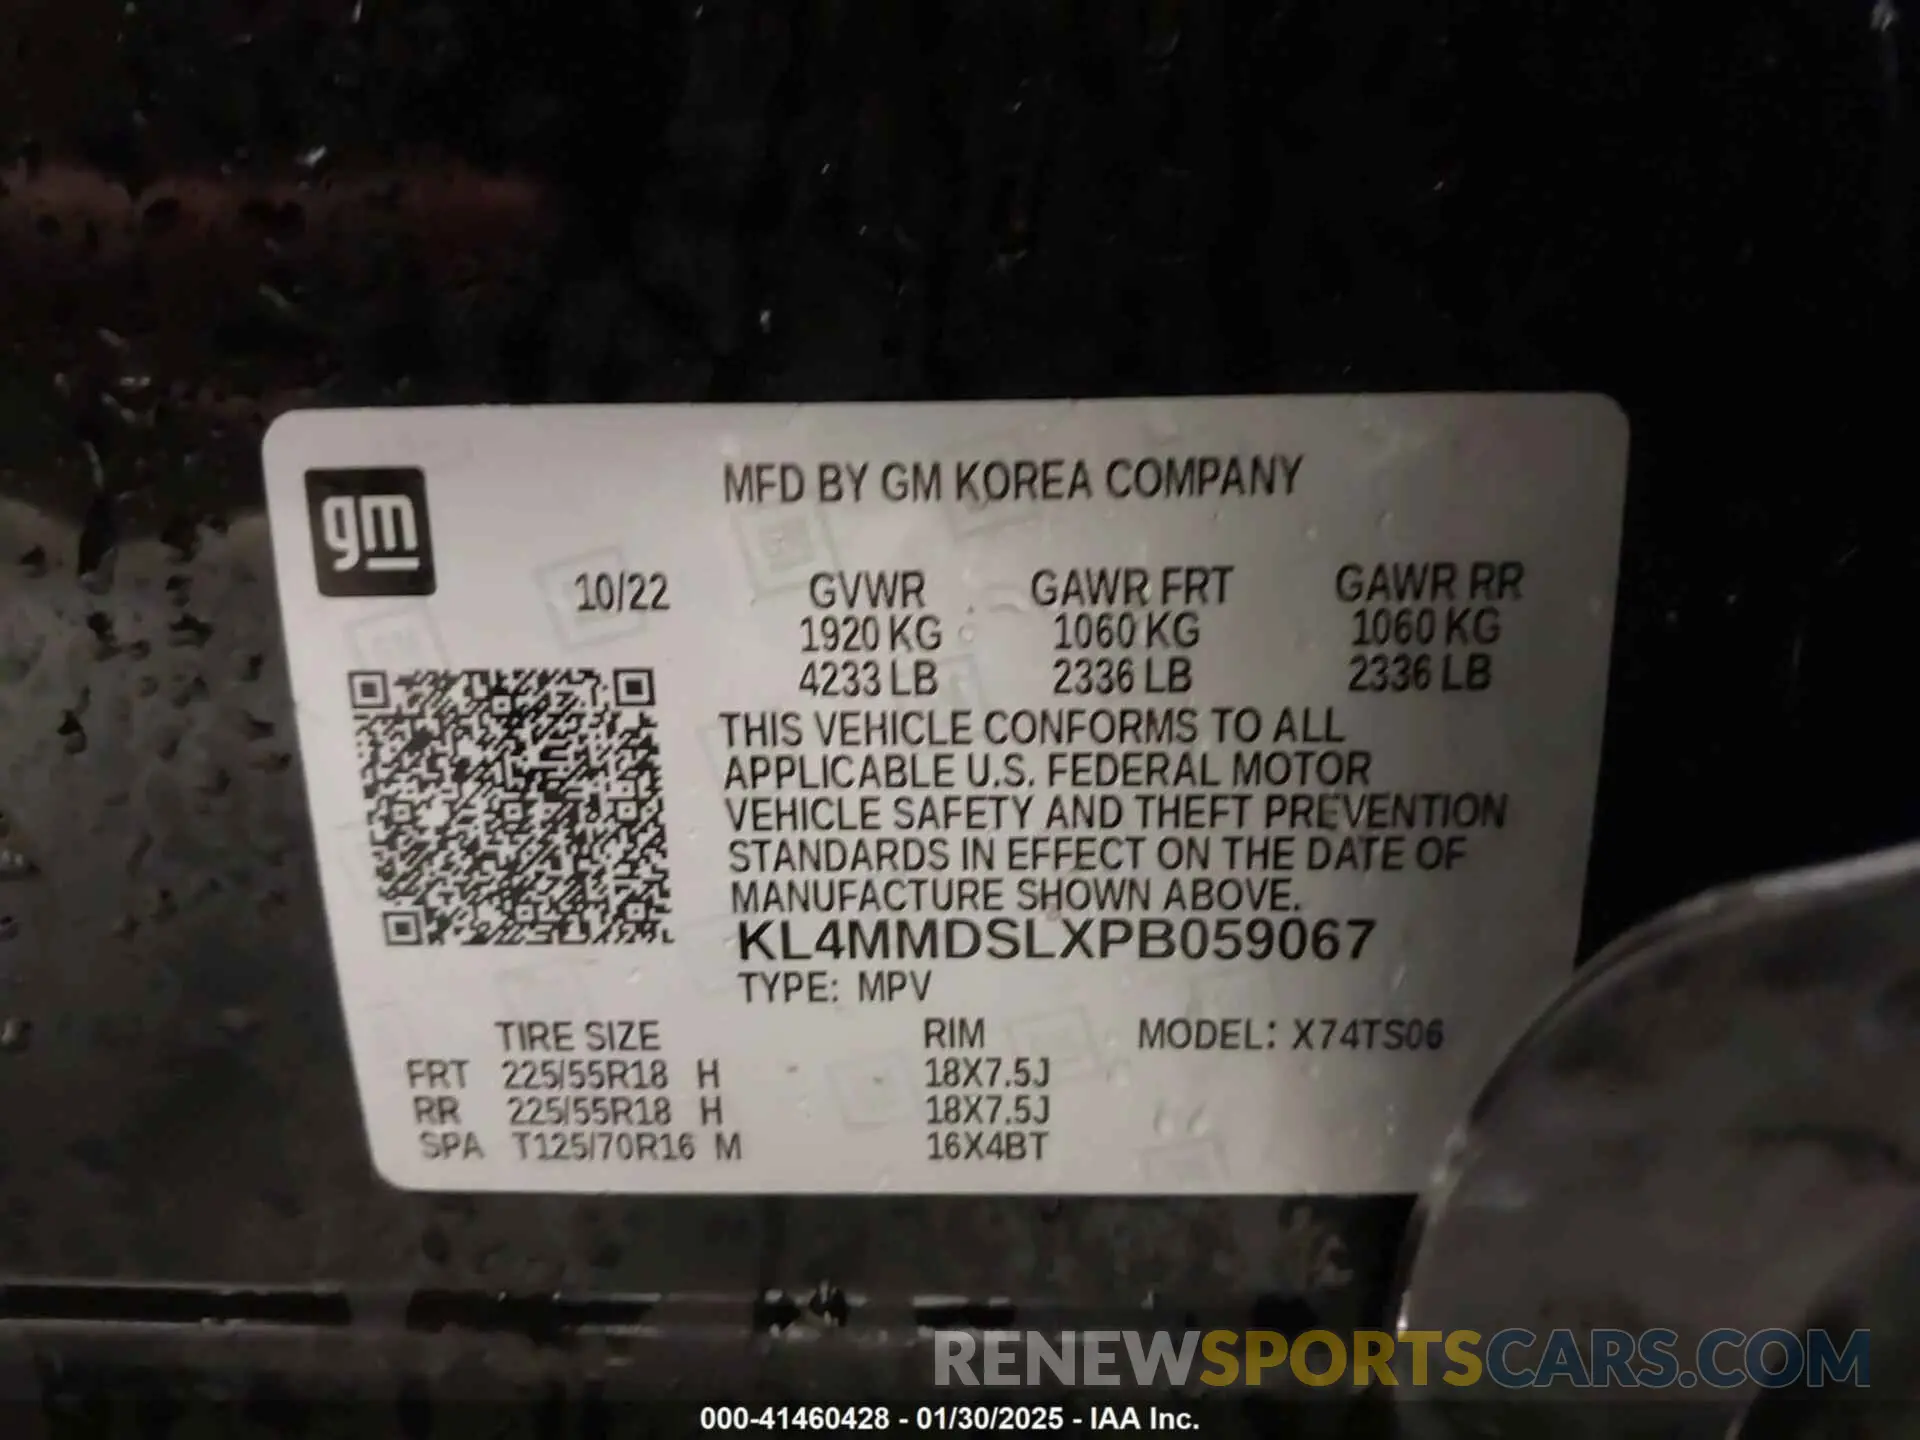 gm
MFD BY GM KOREA COMPANY
10/22 GVWR GAWR FRT GAWR RR
1920 KG 1060 KG 1060 KG
4233 LB 2336 LB 2336 LB
THIS VEHICLE CONFORMS TO ALL
APPLICABLE U.S. FEDERAL MOTOR
VEHICLE SAFETY AND THEFT PREVENTION
STANDARDS IN EFFECT ON THE DATE OF
MANUFACTURE SHOWN ABOVE.
KL4MMDSLXPB059067
TYPE: MPV
TIRE SIZE RIM MODEL: X74TS06
FRT 225/55R18 H 18X7.5J
RR 225/55R18 H 18X7.5J
SPA T125/70R16 M 16X4BT
RENEWSPORTSCARS.COM
000-41460428 - 01/30/2025 - IAA Inc.